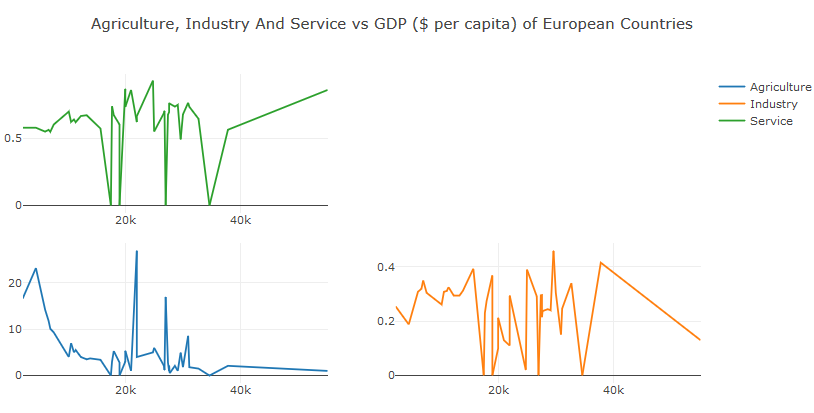 Agriculture, Industry And Service vs GDP ($ per capita) of European Countries
Agriculture
Industry
Service
0.5
0
20k
40k
20
10
0
20k
40k
0.4
0.2
0
20k
40k